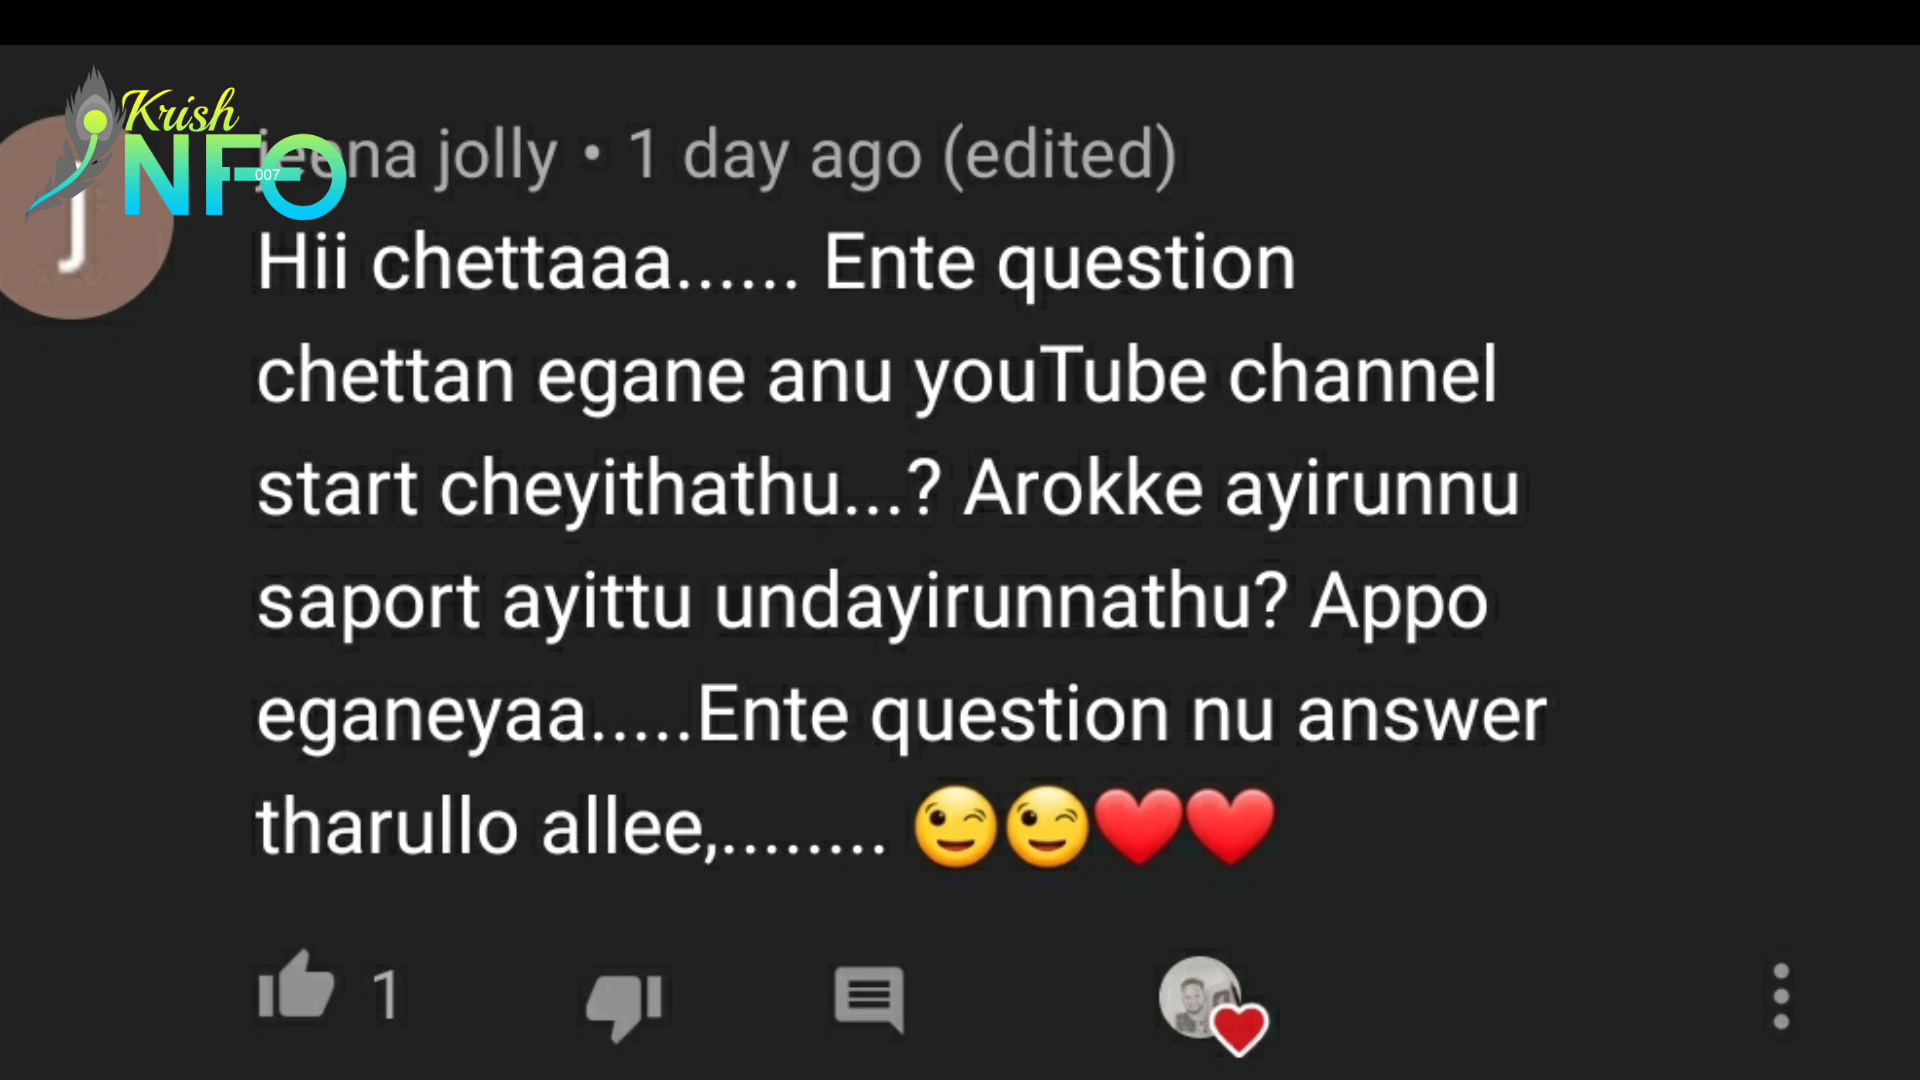 Krish
NFO
007
jeena jolly • 1 day ago (edited)
j
Hii chettaaa...... Ente question
chettan egane anu youTube channel
start cheyithathu...? Arokke ayirunnu
saport ayittu undayirunnathu? Appo
eganeyaa.....Ente question nu answer
tharullo allee,........ 😉😉❤️❤️
1